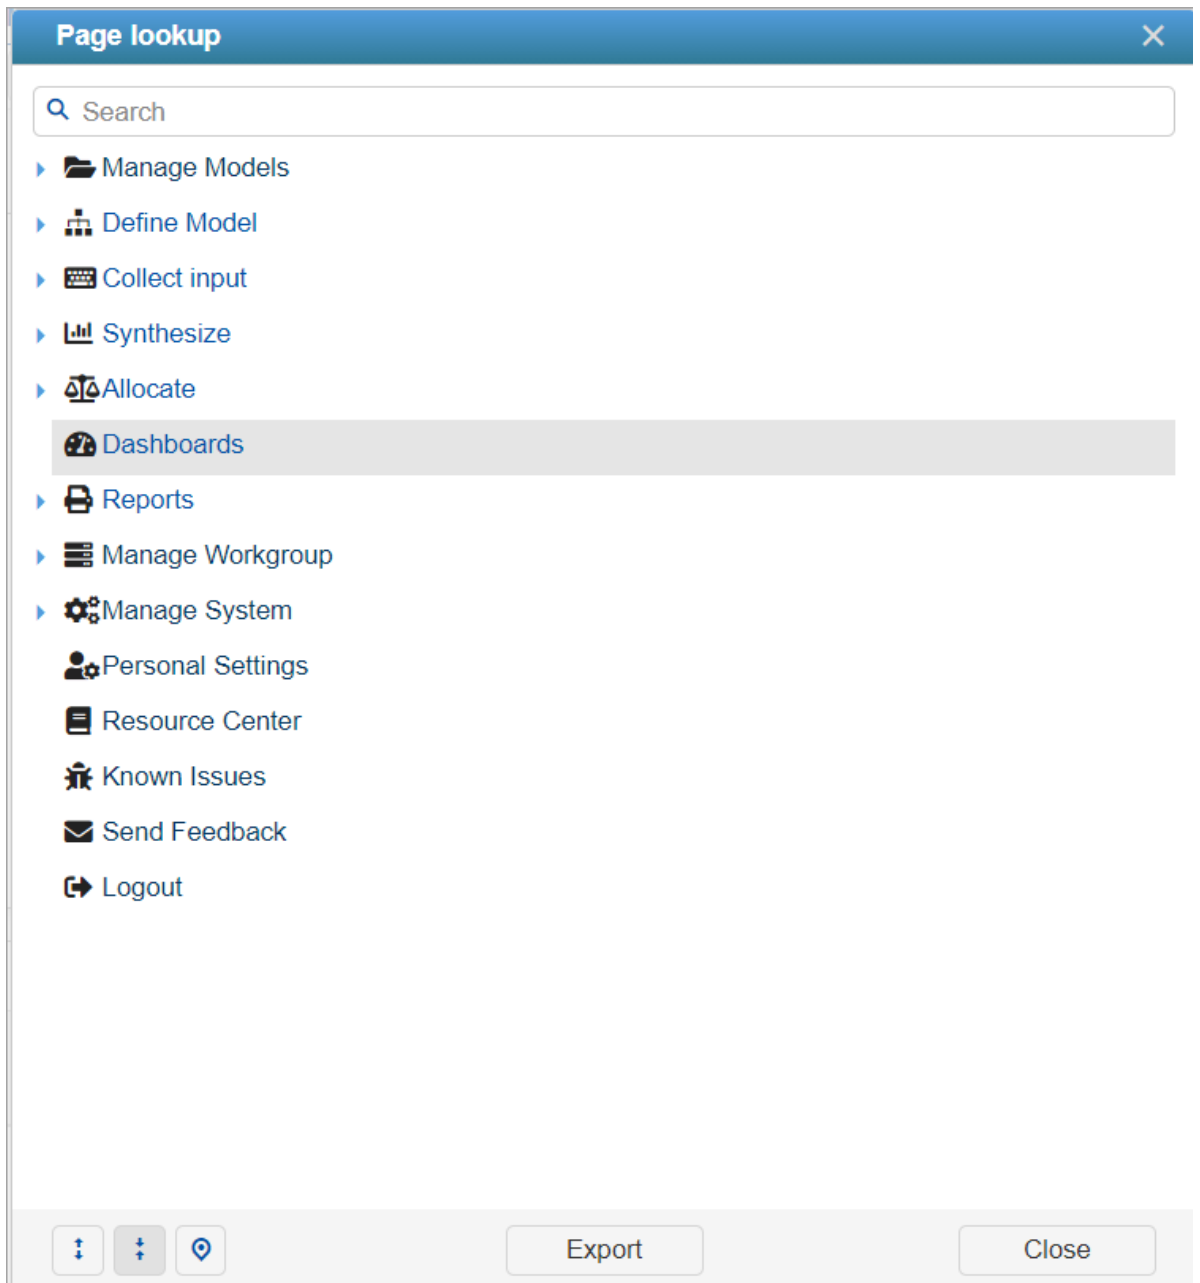 Page lookup
Search
Manage Models
Define Model
Collect input
Synthesize
Allocate
Dashboards
Reports
Manage Workgroup
Manage System
Personal Settings
Resource Center
Known Issues
Send Feedback
Logout
Export
Close